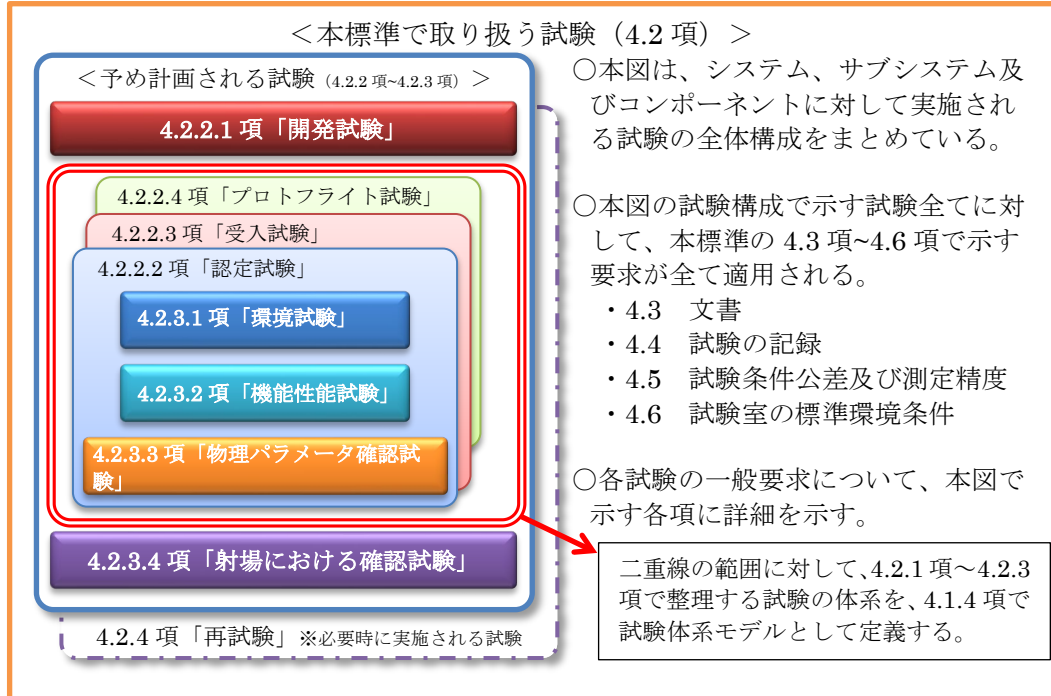 ＜本標準で取り扱う試験（4.2 項）＞
＜予め計画される試験（4.2.2 項~4.2.3 項）＞
4.2.2.1 項「開発試験」
4.2.2.4 項「プロトフライト試験」
4.2.2.3 項「受入試験」
4.2.2.2 項「認定試験」
4.2.3.1 項「環境試験」
4.2.3.2 項「機能性能試験」
4.2.3.3 項「物理パラメータ確認試
験」
4.2.3.4 項「射場における確認試験」
4.2.4 項「再試験」※必要時に実施される試験
○本図は、システム、サブシステム及
びコンポーネントに対して実施され
る試験の全体構成をまとめている。
○本図の試験構成で示す試験全てに対
して、本標準の 4.3 項~4.6 項で示す
要求が全て適用される。
・4.3　文書
・4.4　試験の記録
・4.5　試験条件公差及び測定精度
・4.6　試験室の標準環境条件
○各試験の一般要求について、本図で
示す各項に詳細を示す。
二重線の範囲に対して、4.2.1 項～4.2.3
項で整理する試験の体系を、4.1.4 項で
試験体系モデルとして定義する。